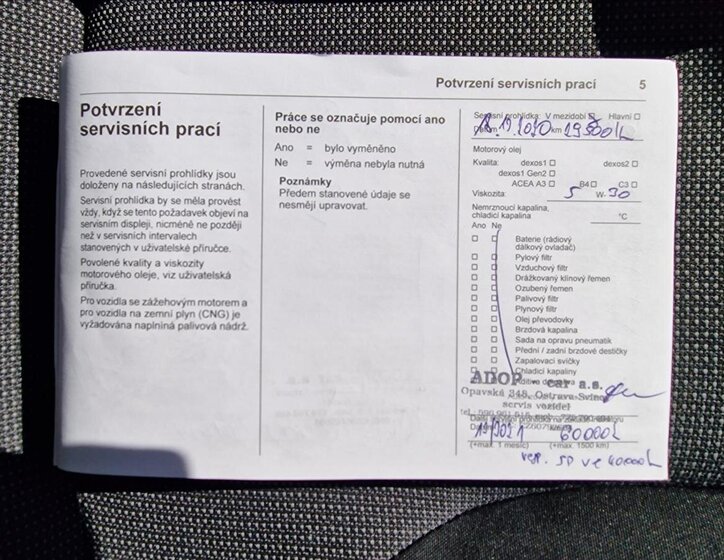 Potvrzení servisních prací 5
Potvrzení
servisních prací
Provedené servisní prohlídky jsou
doloženy na následujících stranách.
Servisní prohlídka by se měla provést
vždy, když se tento požadavek objeví na
servisním displeji, nicméně ne později
než v servisních intervalech
stanovených v uživatelské příručce.
Povolené kvality a viskozity
motorového oleje, viz uživatelská
příručka.
Pro vozidla se zážehovým motorem a
pro vozidla na zemní plyn (CNG) je
vyžadována naplnina palivová nádrž.
Práce se označuje pomocí ano
nebo ne
Ano = bylo vyměněno
Ne = výměna nebyla nutná
Poznámky
Předem stanovené údaje se
nesmějí upravovat.
Servisní prohlídka: V mezidobí Hlavní
km
Motorový olej
Kvalita: dexos1 dexos2
dexos1 Gen2
ACEA A3 B4 C3
Viskozita: 5 W- 30
Nemrznoucí kapalina,
chladicí kapalina °C
Ano Ne
Baterie (rádiový
dálkový ovladač)
Pylový filtr
Vzduchový filtr
Drážkovaný klínový řemen
Ozubený řemen
Palivový filtr
Plynový filtr
Olej převodovky
Brzdová kapalina
Sada na opravu pneumatik
Přední / zadní brzdové destičky
Zapalovací svíčky
Chladicí kapaliny
ADOP car a.s.
Opavská 348, Ostrava-Svinov
servis vozidel
60000
(+max. 1 měsíc) (+max. 1500 km)